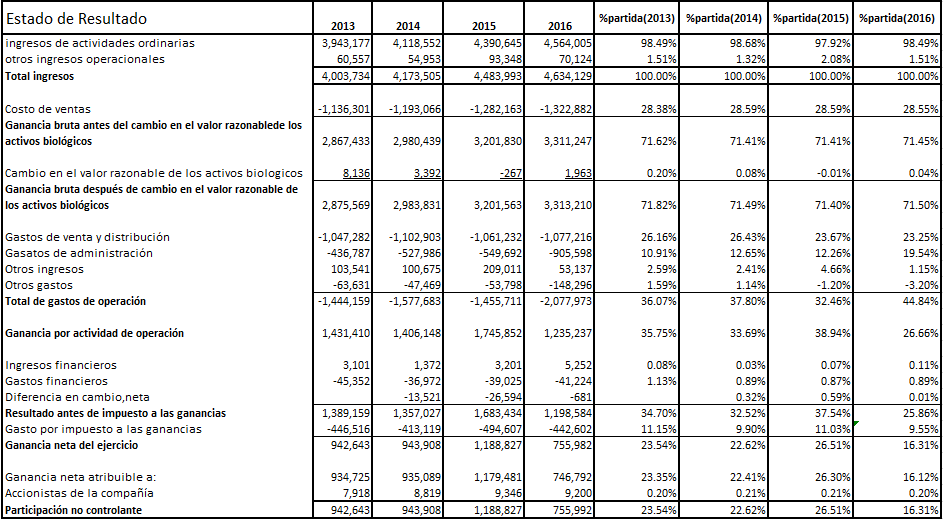 Estado de Resultado 2013 2014 2015 2016 %partida(2013) %partida(2014) %partida(2015) %partida(2016)
ingresos de actividades ordinarias 3,943,177 4,118,552 4,390,645 4,564,005 98.49% 98.68% 97.92% 98.49%
otros ingresos operacionales 60,557 54,953 93,348 70,124 1.51% 1.32% 2.08% 1.51%
Total ingresos 4,003,734 4,173,505 4,483,993 4,634,129 100.00% 100.00% 100.00% 100.00%
Costo de ventas -1,136,301 -1,193,066 -1,282,163 -1,322,882 28.38% 28.59% 28.59% 28.55%
Ganancia bruta antes del cambio en el valor razonablede los
activos biológicos 2,867,433 2,980,439 3,201,830 3,311,247 71.62% 71.41% 71.41% 71.45%
Cambio en el valor razonable de los activos biologicos 8,136 3,392 -267 1,963 0.20% 0.08% -0.01% 0.04%
Ganancia bruta después de cambio en el valor razonable de
los activos biológicos 2,875,569 2,983,831 3,201,563 3,313,210 71.82% 71.49% 71.40% 71.50%
Gastos de venta y distribución -1,047,282 -1,102,903 -1,061,232 -1,077,216 26.16% 26.43% 23.67% 23.25%
Gasatos de administración -436,787 -527,986 -549,692 -905,598 10.91% 12.65% 12.26% 19.54%
Otros ingresos 103,541 100,675 209,011 53,137 2.59% 2.41% 4.66% 1.15%
Otros gastos -63,631 -47,469 -53,798 -148,296 1.59% 1.14% -1.20% -3.20%
Total de gastos de operación -1,444,159 -1,577,683 -1,455,711 -2,077,973 36.07% 37.80% 32.46% 44.84%
Ganancia por actividad de operación 1,431,410 1,406,148 1,745,852 1,235,237 35.75% 33.69% 38.94% 26.66%
Ingresos financieros 3,101 1,372 3,201 5,252 0.08% 0.03% 0.07% 0.11%
Gastos financieros -45,352 -36,972 -39,025 -41,224 1.13% 0.89% 0.87% 0.89%
Diferencia en cambio,neta -13,521 -26,594 -681 0.32% 0.59% 0.01%
Resultado antes de impuesto a las ganancias 1,389,159 1,357,027 1,683,434 1,198,584 34.70% 32.52% 37.54% 25.86%
Gasto por impuesto a las ganancias -446,516 -413,119 -494,607 -442,602 11.15% 9.90% 11.03% 9.55%
Ganancia neta del ejercicio 942,643 943,908 1,188,827 755,982 23.54% 22.62% 26.51% 16.31%
Ganancia neta atribuible a: 934,725 935,089 1,179,481 746,792 23.35% 22.41% 26.30% 16.12%
Accionistas de la compañía 7,918 8,819 9,346 9,200 0.20% 0.21% 0.21% 0.20%
Participación no controlante 942,643 943,908 1,188,827 755,992 23.54% 22.62% 26.51% 16.31%